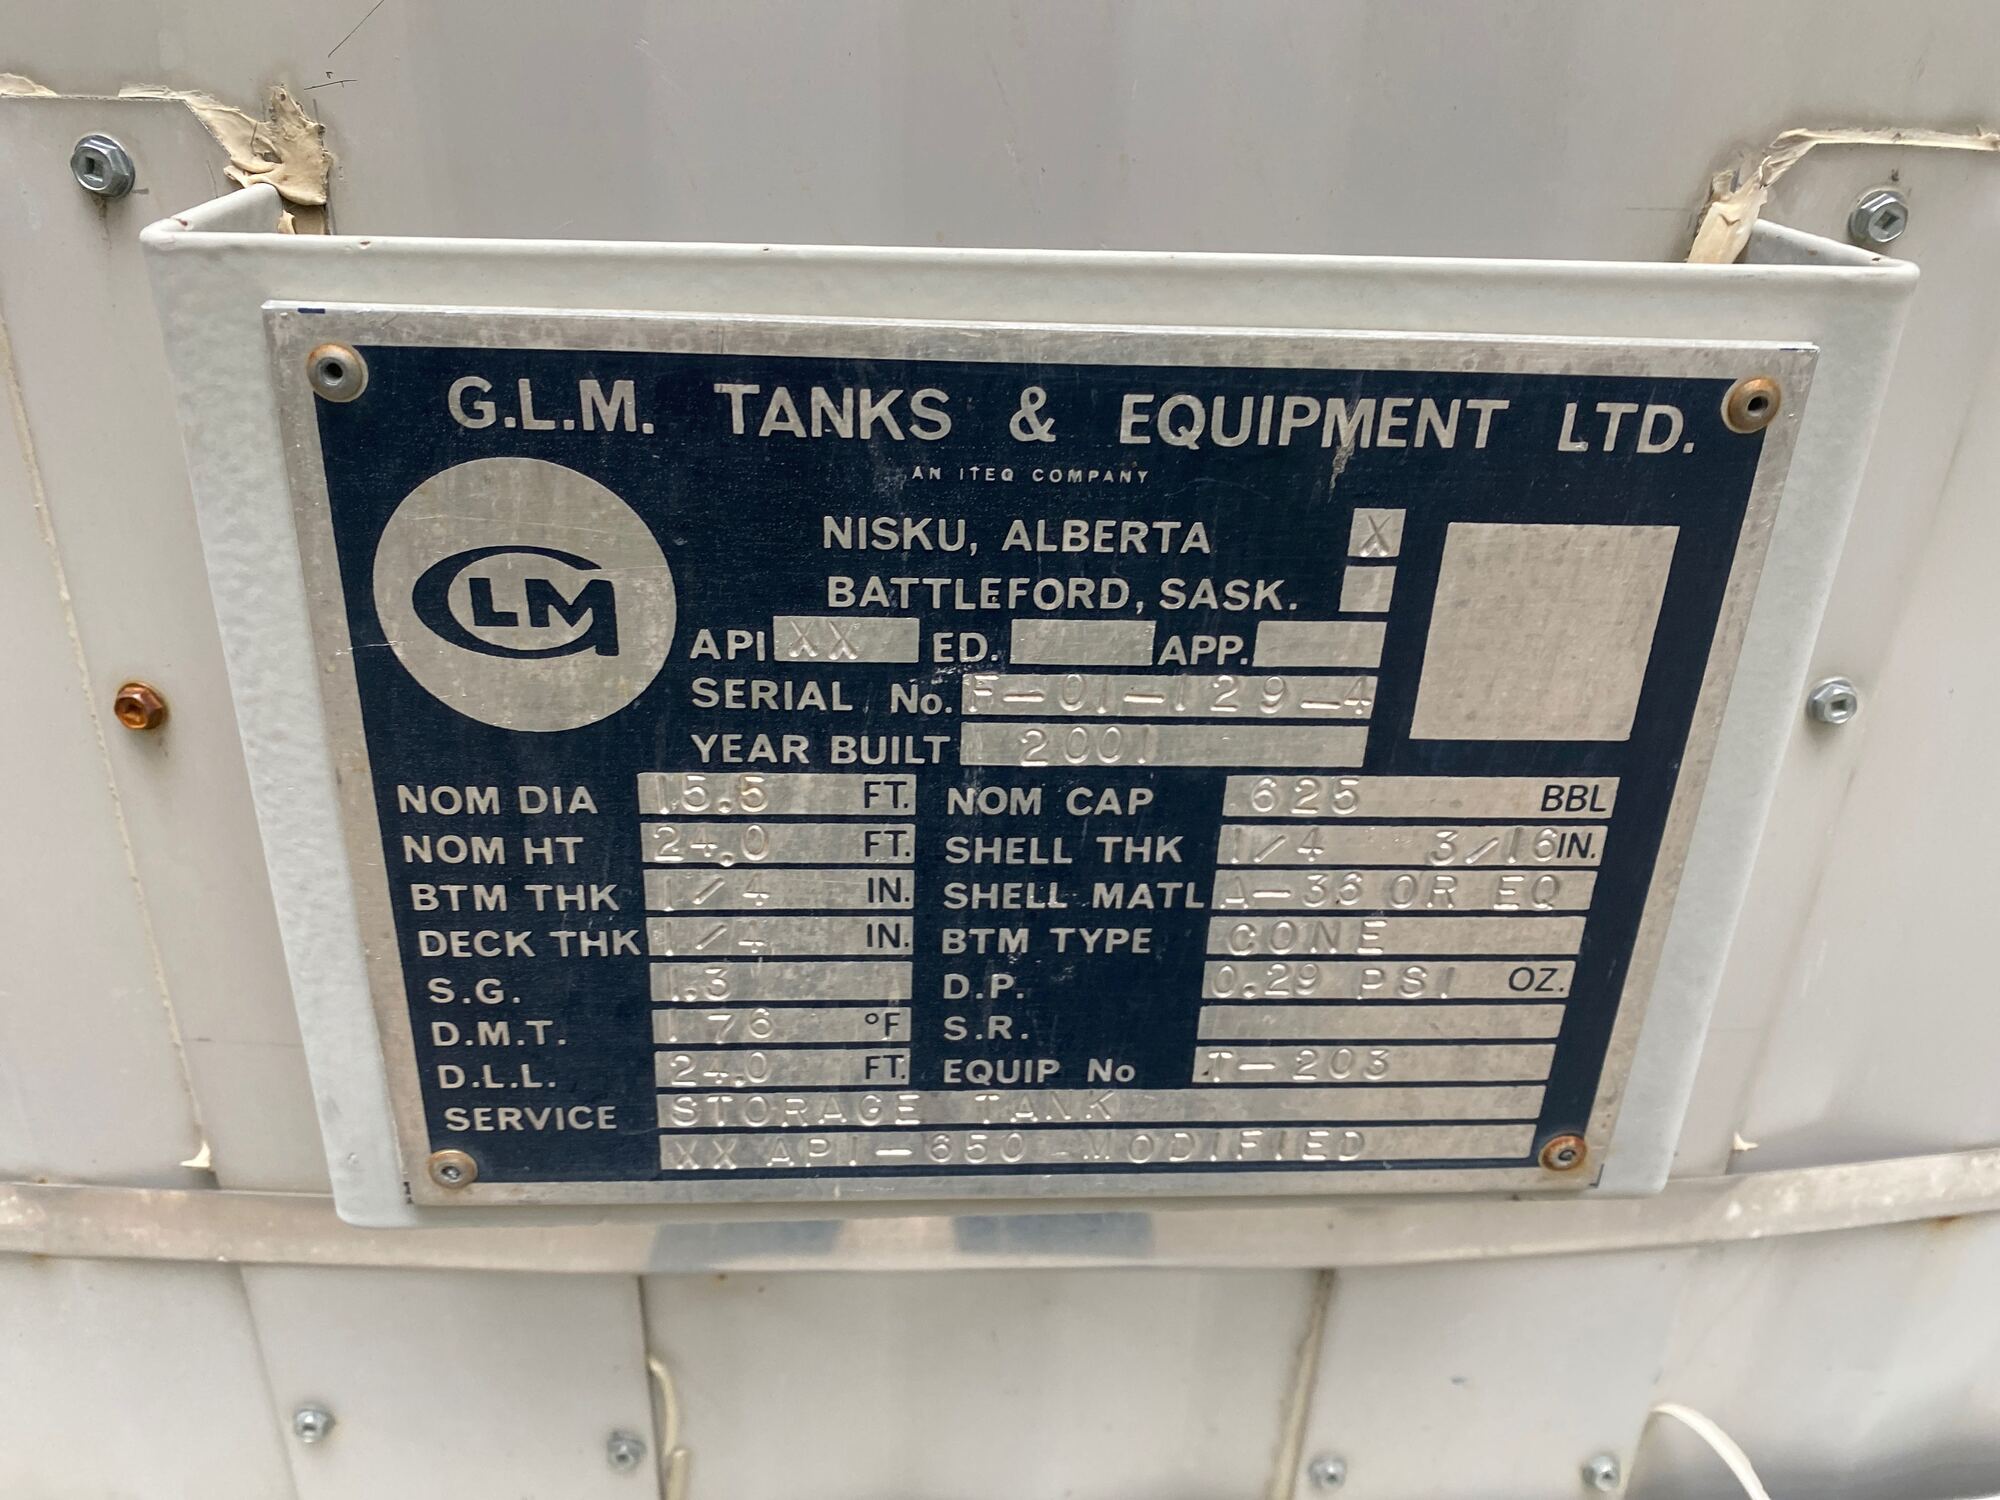 G.L.M. TANKS & EQUIPMENT LTD.
AN ITEQ COMPANY
GLM
NISKU, ALBERTA X
BATTLEFORD, SASK.
API XX ED. APP.
SERIAL No. F-01-129-4
YEAR BUILT 2001
NOM DIA 15.5 FT. NOM CAP 625 BBL
NOM HT 24.0 FT. SHELL THK 1/4 3/16 IN.
BTM THK 1/4 IN. SHELL MATL A-36 OR EQ
DECK THK 1/4 IN. BTM TYPE CONE
S.G. 1.3 D.P. 0.29 PSI OZ.
D.M.T. 176 °F S.R.
D.L.L. 24.0 FT. EQUIP No T-203
SERVICE STORAGE TANK
XX API-650 MODIFIED